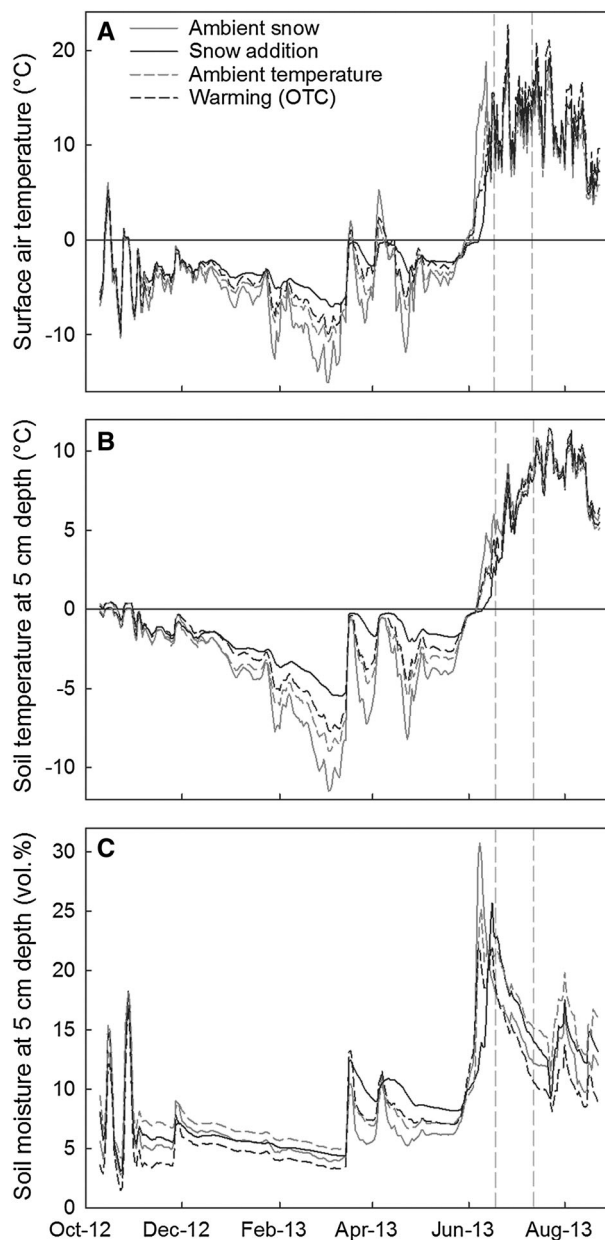 A
Ambient snow
Snow addition
Ambient temperature
Warming (OTC)
Surface air temperature (°C)
20
10
0
-10
B
Soil temperature at 5 cm depth (°C)
10
5
0
-5
-10
C
Soil moisture at 5 cm depth (vol.%)
30
25
20
15
10
5
0
Oct-12 Dec-12 Feb-13 Apr-13 Jun-13 Aug-13